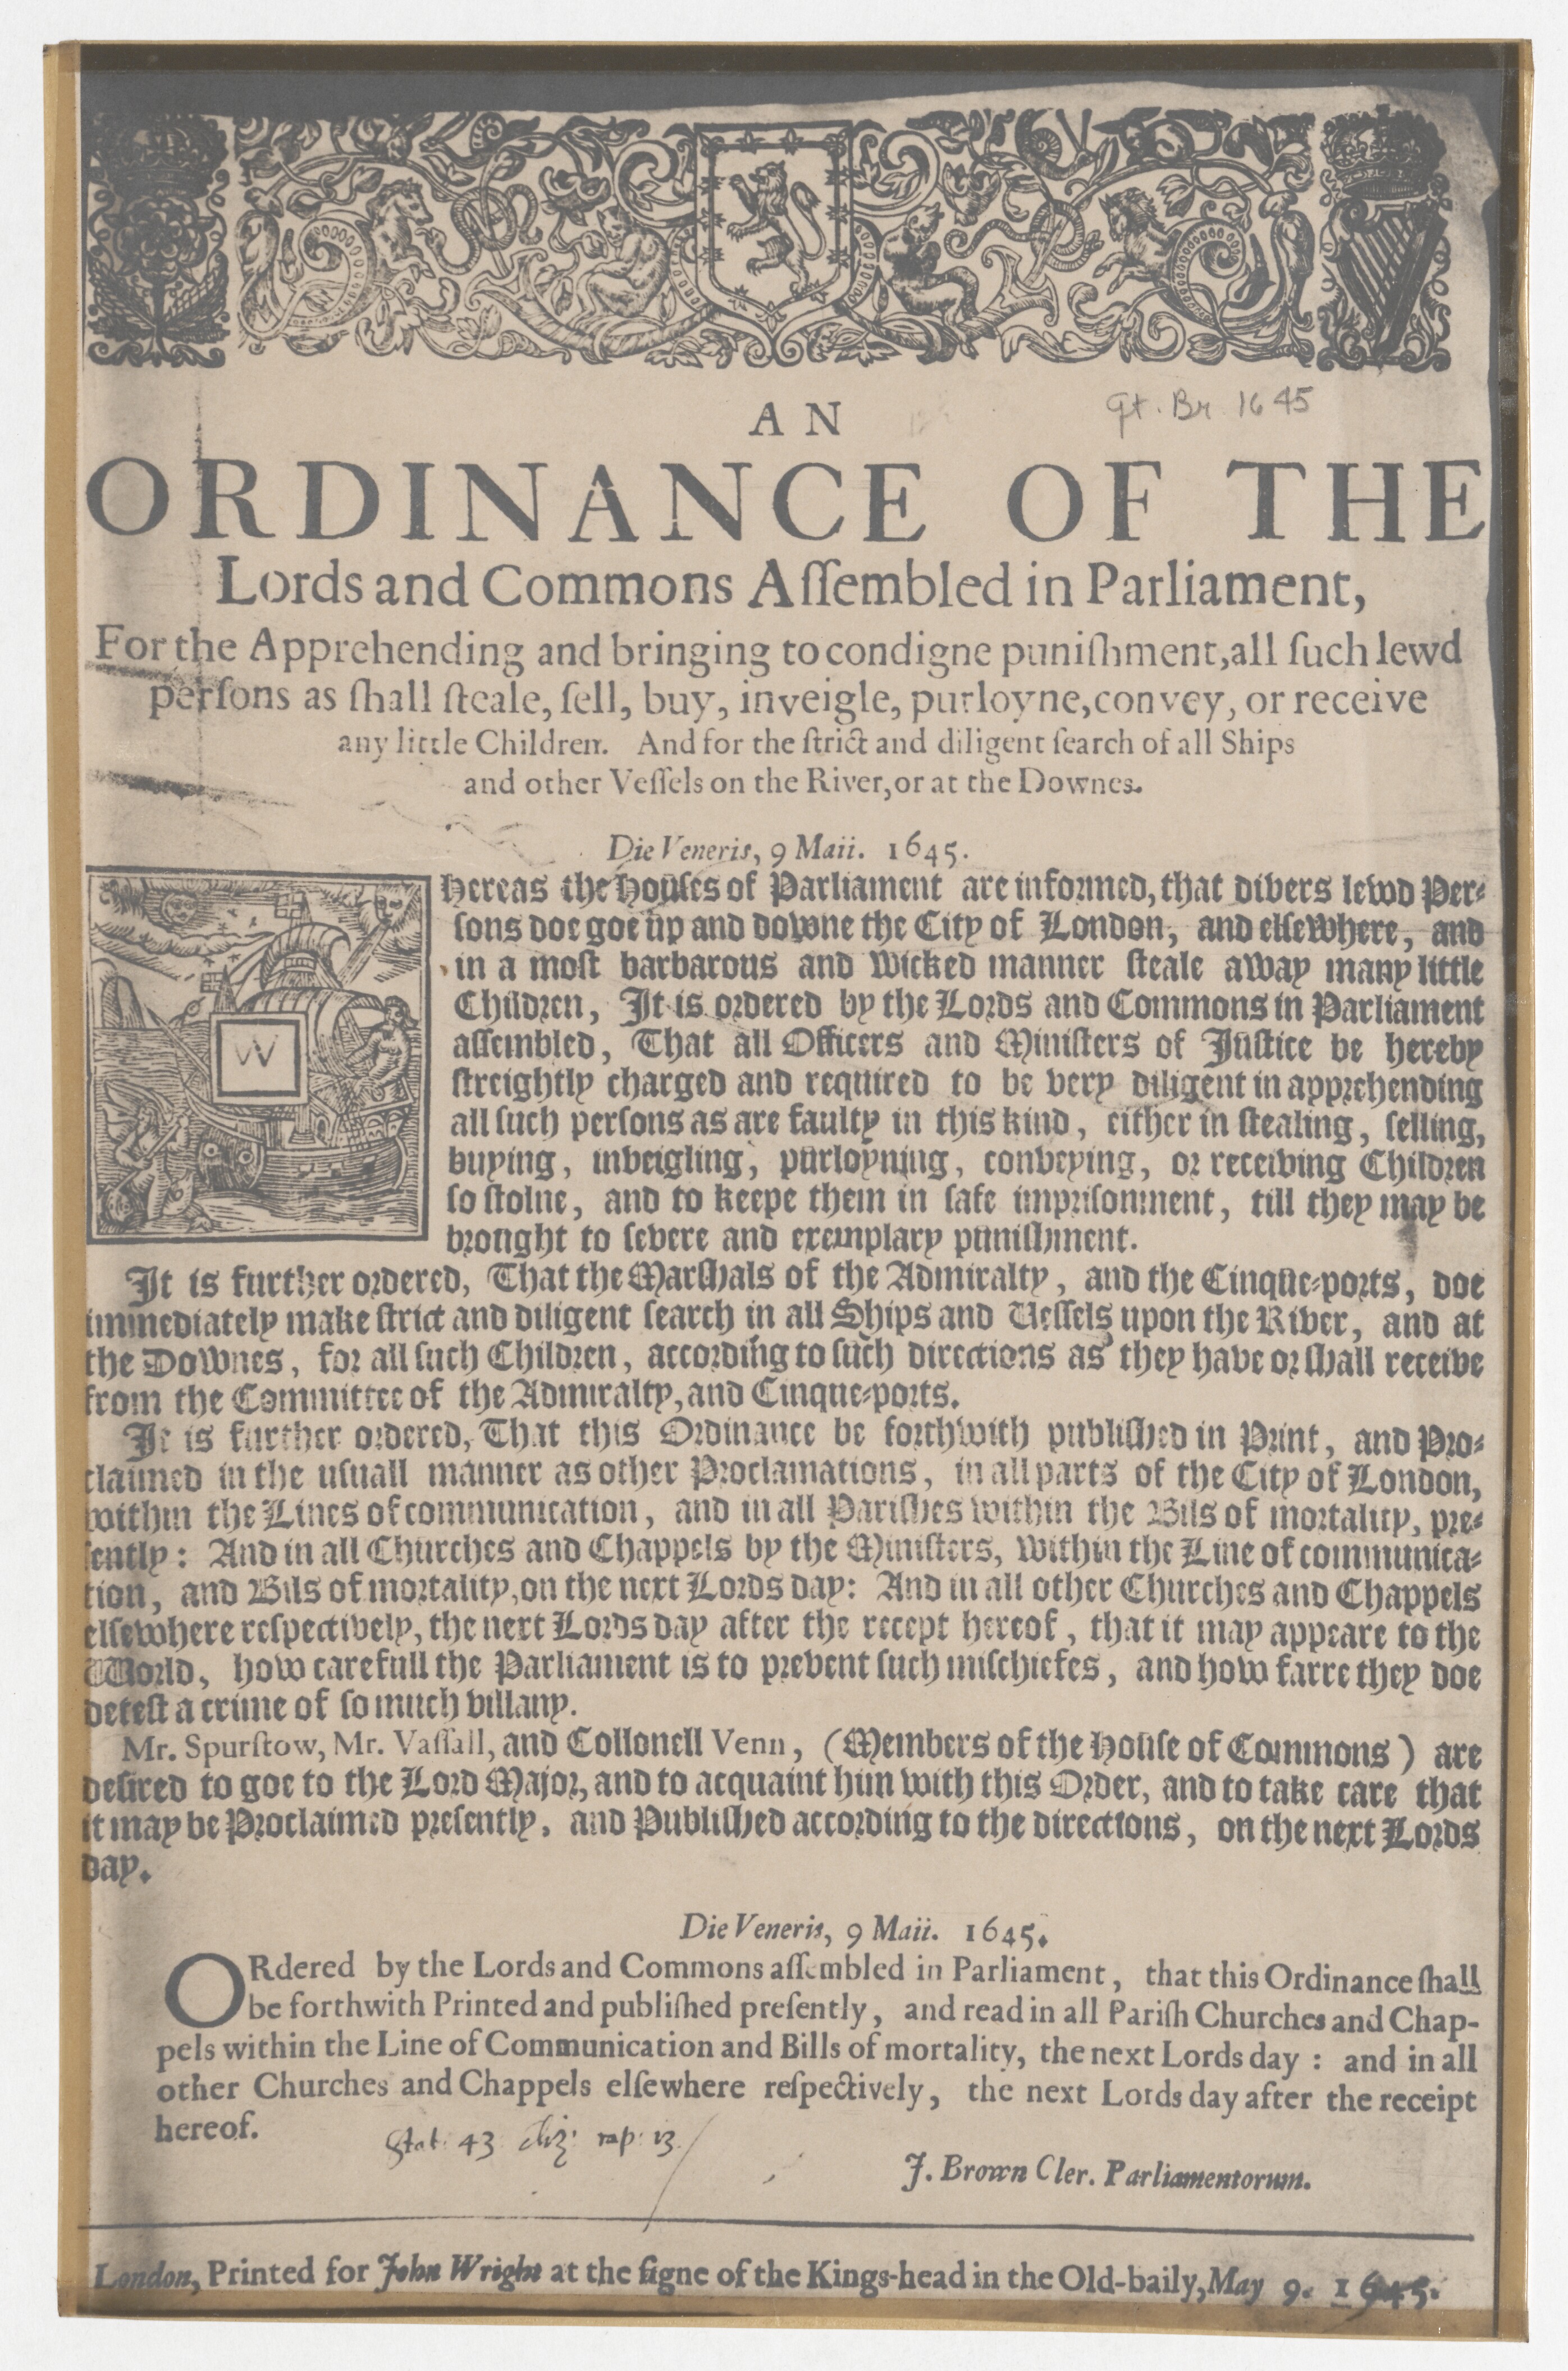 AN
Gt. Br 1645
ORDINANCE OF THE
Lords and Commons Aſſembled in Parliament,
For the Apprehending and bringing to condigne puniſhment, all ſuch lewd
perſons as ſhall ſteale, ſell, buy, inveigle, purloyne, convey, or receive
any little Children. And for the ſtrict and diligent ſearch of all Ships
and other Veſſels on the River, or at the Downes.
Die Veneris, 9 Maii. 1645.
WHereas the Houſes of Parliament are informed, that divers lewd Per-
ſons doe goe up and downe the City of London, and elſewhere, and
in a moſt barbarous and wicked manner ſteale away many little
Children, It is ordered by the Lords and Commons in Parliament
aſſembled, That all Officers and Miniſters of Juſtice be hereby
ſtreightly charged and required to be very diligent in apprehending
all ſuch perſons as are faulty in this kind, either in ſtealing, ſelling,
buying, inveigling, purloyning, conveying, or receiving Children
ſo ſtolne, and to keepe them in ſafe impriſonment, till they may be
brought to ſevere and exemplary puniſhment.
It is further ordered, That the Marſhals of the Admiralty, and the Cinque-ports, doe
immediately make ſtrict and diligent ſearch in all Ships and Veſſels upon the River, and at
the Downes, for all ſuch Children, according to ſuch directions as they have or ſhall receive
from the Committee of the Admiralty, and Cinque-ports.
It is further ordered, That this Ordinance be forthwith publiſhed in Print, and Pro-
claimed in the uſuall manner as other Proclamations, in all parts of the City of London,
within the Lines of communication, and in all Pariſhes within the Bils of mortality, pre-
ſently: And in all Churches and Chappels by the Miniſters, within the Line of communica-
tion, and Bils of mortality, on the next Lords day: And in all other Churches and Chappels
elſewhere reſpectively, the next Lords day after the recept hereof, that it may appeare to the
World, how carefull the Parliament is to prevent ſuch miſchiefes, and how farre they doe
deteſt a crime of ſo much villany.
Mr. Spurſtow, Mr. Vaſſall, and Collonell Venn, (Members of the Houſe of Commons) are
deſired to goe to the Lord Major, and to acquaint him with this Order, and to take care that
it may be Proclaimed preſently, and Publiſhed according to the directions, on the next Lords
day.
Die Veneris, 9 Maii. 1645.
ORdered by the Lords and Commons aſſembled in Parliament, that this Ordinance ſhall
be forthwith Printed and publiſhed preſently, and read in all Pariſh Churches and Chap-
pels within the Line of Communication and Bills of mortality, the next Lords day: and in all
other Churches and Chappels elſewhere reſpectively, the next Lords day after the receipt
hereof.
Stat: 43 Eliz: cap: 13
J. Brown Cler. Parliamentorum.
London, Printed for John Wright at the ſigne of the Kings-head in the Old-baily, May 9. 1645.